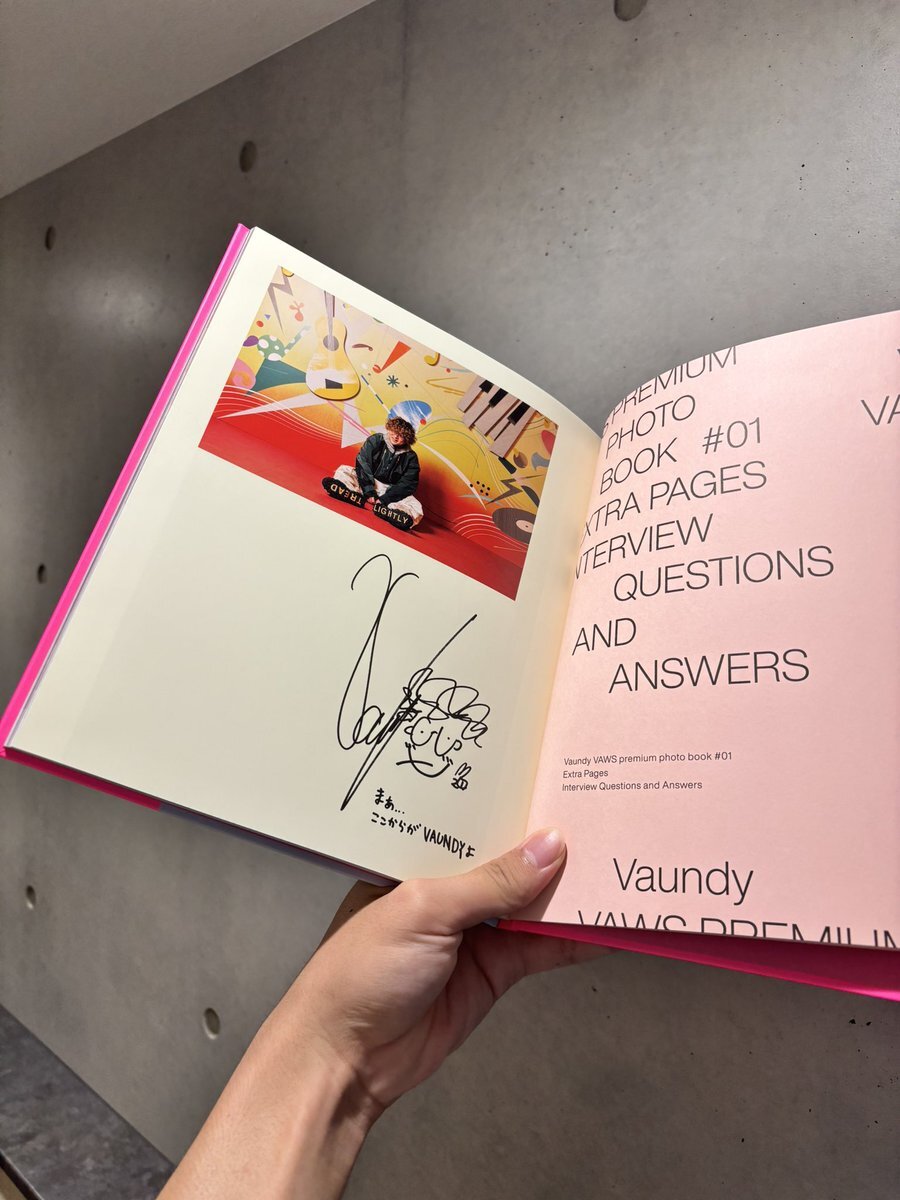 TREAD
LIGHTLY
まぁ...
ここからが VAUNDYよ
PREMIUM
PHOTO
BOOK #01
EXTRA PAGES
INTERVIEW
QUESTIONS
AND
ANSWERS
VA
Vaundy VAWS premium photo book #01
Extra Pages
Interview Questions and Answers
Vaundy
VAWS PREMIUM